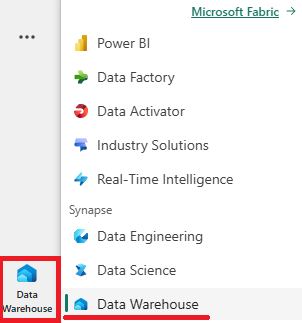 Microsoft Fabric →
...
Power BI
Data Factory
Data Activator
Industry Solutions
Real-Time Intelligence
Synapse
Data Engineering
Data Science
Data Warehouse
Data
Warehouse